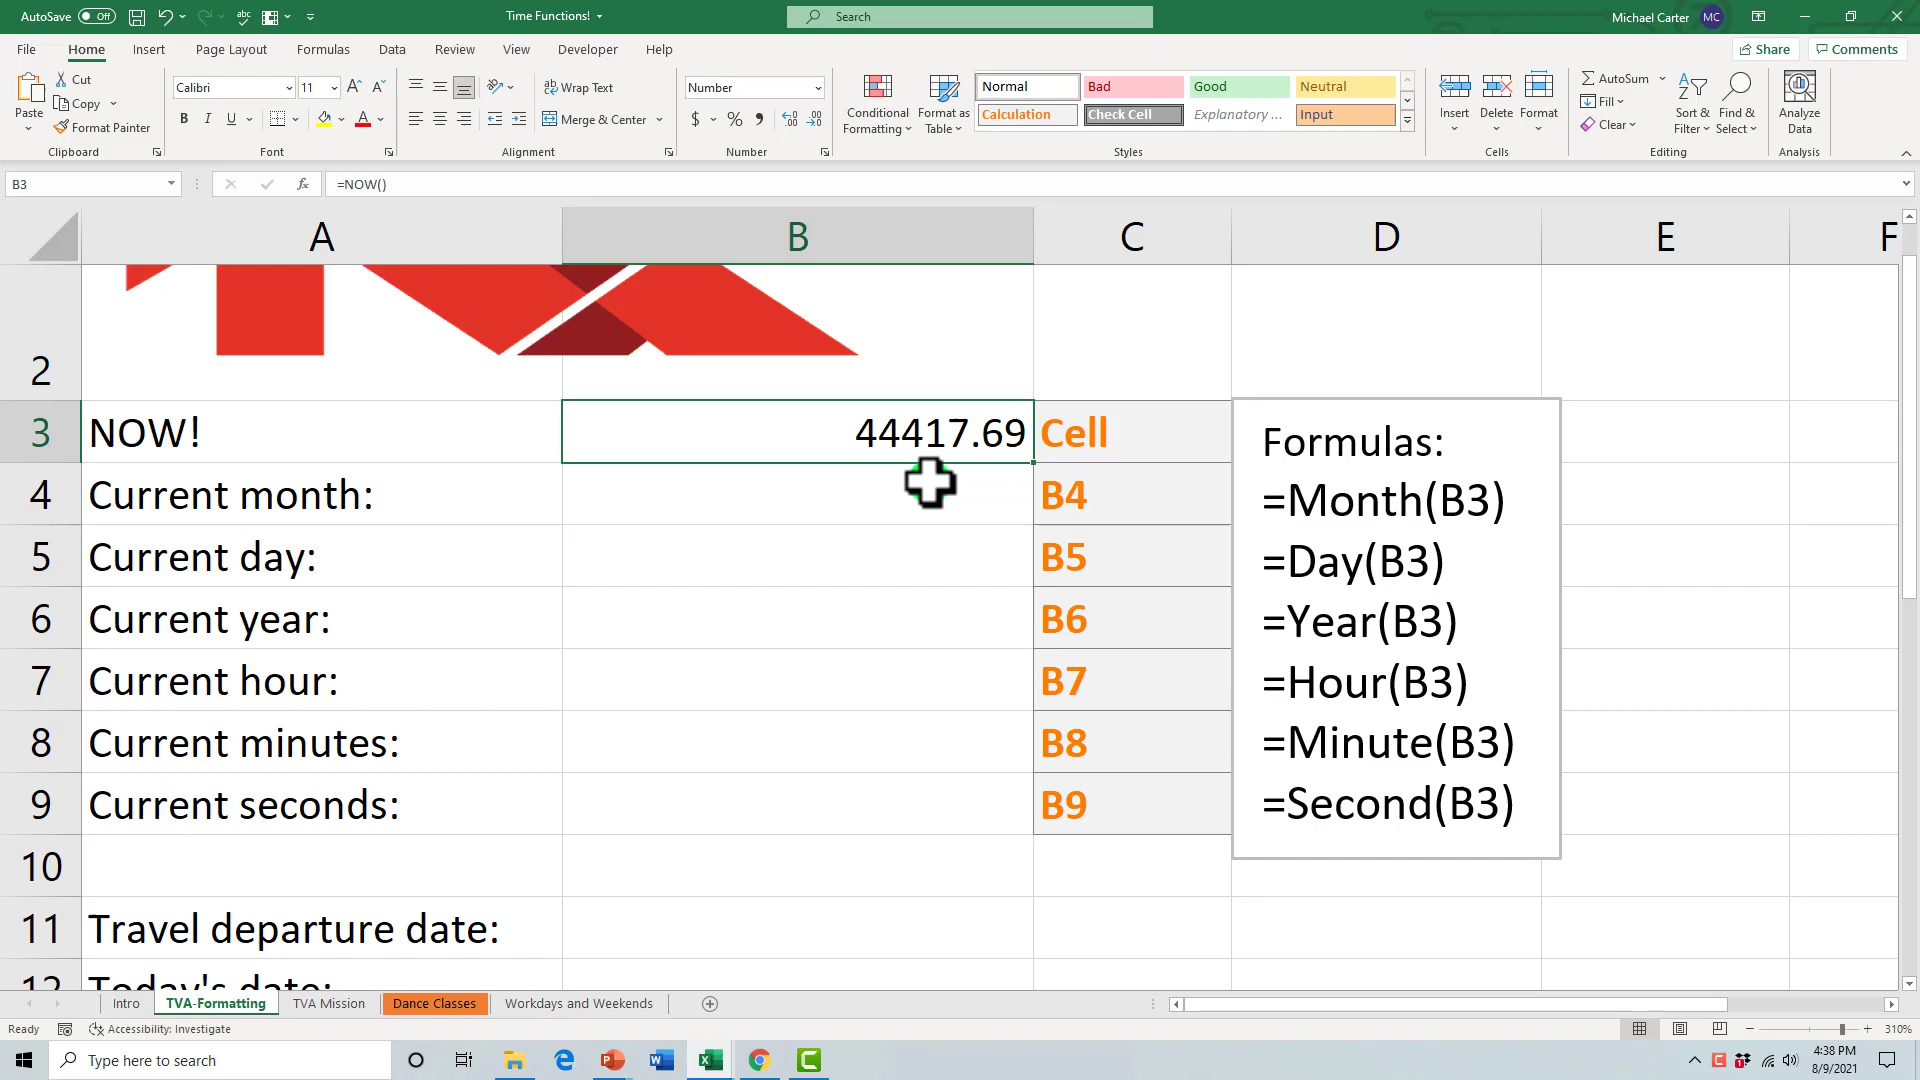 AutoSave Off
Time Functions!
Search
Michael Carter MC
File Home Insert Page Layout Formulas Data Review View Developer Help
Share Comments
Paste
Cut
Copy
Format Painter
Clipboard
Calibri 11
B I U
Font
Wrap Text
Merge & Center
Alignment
Number
$ % 9
Number
Conditional Formatting
Format as Table
Normal Bad Good Neutral
Calculation Check Cell Explanatory ... Input
Styles
Insert Delete Format
Cells
AutoSum
Fill
Clear
Sort & Filter
Find & Select
Editing
Analyze Data
Analysis
B3 fx =NOW()
A B C D E F
2
3 NOW! 44417.69 Cell
4 Current month: B4
5 Current day: B5
6 Current year: B6
7 Current hour: B7
8 Current minutes: B8
9 Current seconds: B9
Formulas:
=Month(B3)
=Day(B3)
=Year(B3)
=Hour(B3)
=Minute(B3)
=Second(B3)
10
11 Travel departure date:
12 Today's date:
Intro TVA-Formatting TVA Mission Dance Classes Workdays and Weekends
Ready Accessibility: Investigate 310%
Type here to search
4:38 PM
8/9/2021